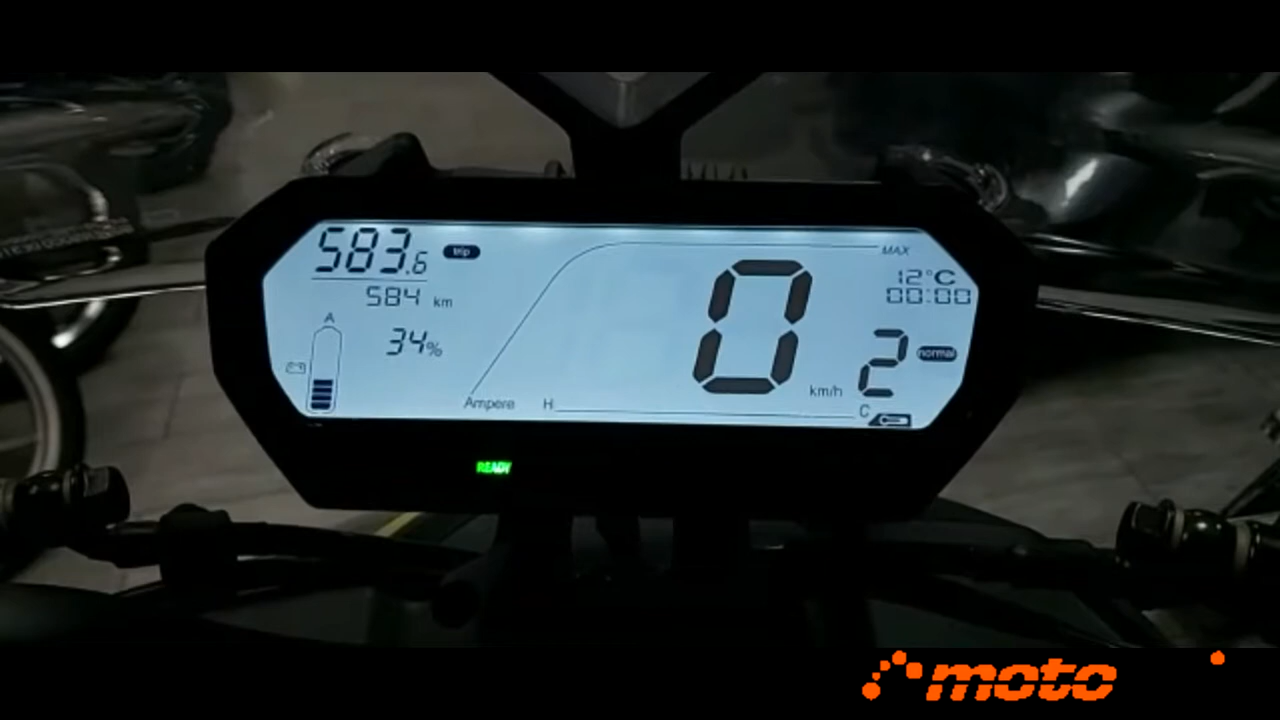 583.6 trip
584 km
A
34%
MAX
12°C
00:00
0 km/h
2 normal
Ampere H C
READY
moto